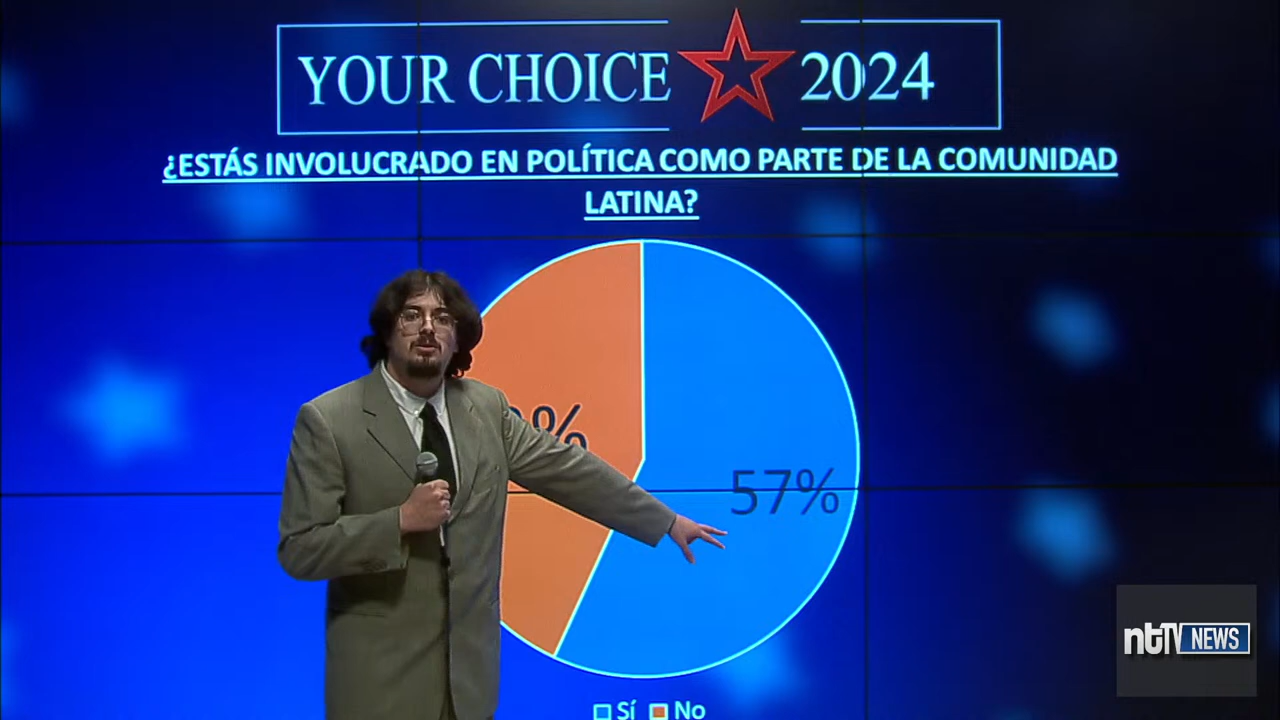 YOUR CHOICE 2024
¿ESTÁS INVOLUCRADO EN POLÍTICA COMO PARTE DE LA COMUNIDAD
LATINA?
57%
Sí No
ntTV NEWS